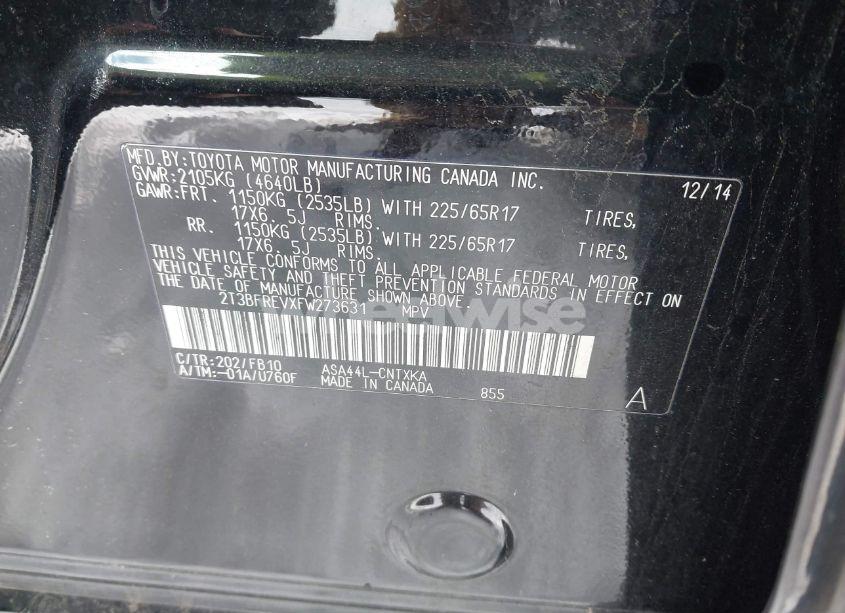 MFD.BY:TOYOTA MOTOR MANUFACTURING CANADA INC. 12/14
GVWR:2105KG (4640LB)
GAWR:FRT. 1150KG (2535LB) WITH 225/65R17 TIRES,
17X6.5J RIMS.
RR. 1150KG (2535LB) WITH 225/65R17 TIRES,
17X6.5J RIMS.
THIS VEHICLE CONFORMS TO ALL APPLICABLE FEDERAL MOTOR
VEHICLE SAFETY AND THEFT PREVENTION STANDARDS IN EFFECT ON
THE DATE OF MANUFACTURE SHOWN ABOVE.
2T3BFREVXFW273631 MPV
C/TR:202/FB10 ASA44L-CNTXKA
A/TM:-01A/U760F MADE IN CANADA 855 A